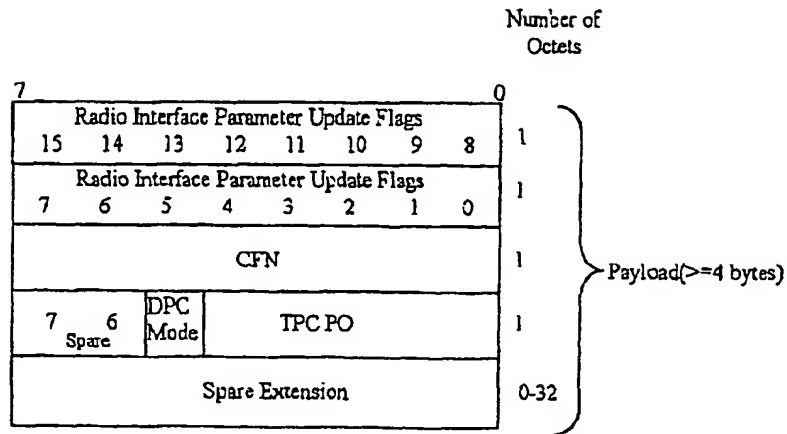 Number of
Octets
7 0
Radio Interface Parameter Update Flags
15 14 13 12 11 10 9 8
1
Radio Interface Parameter Update Flags
7 6 5 4 3 2 1 0
1
CFN
1
Payload(>=4 bytes)
7 6
Spare
DPC
Mode
TPC PO
1
Spare Extension
0-32